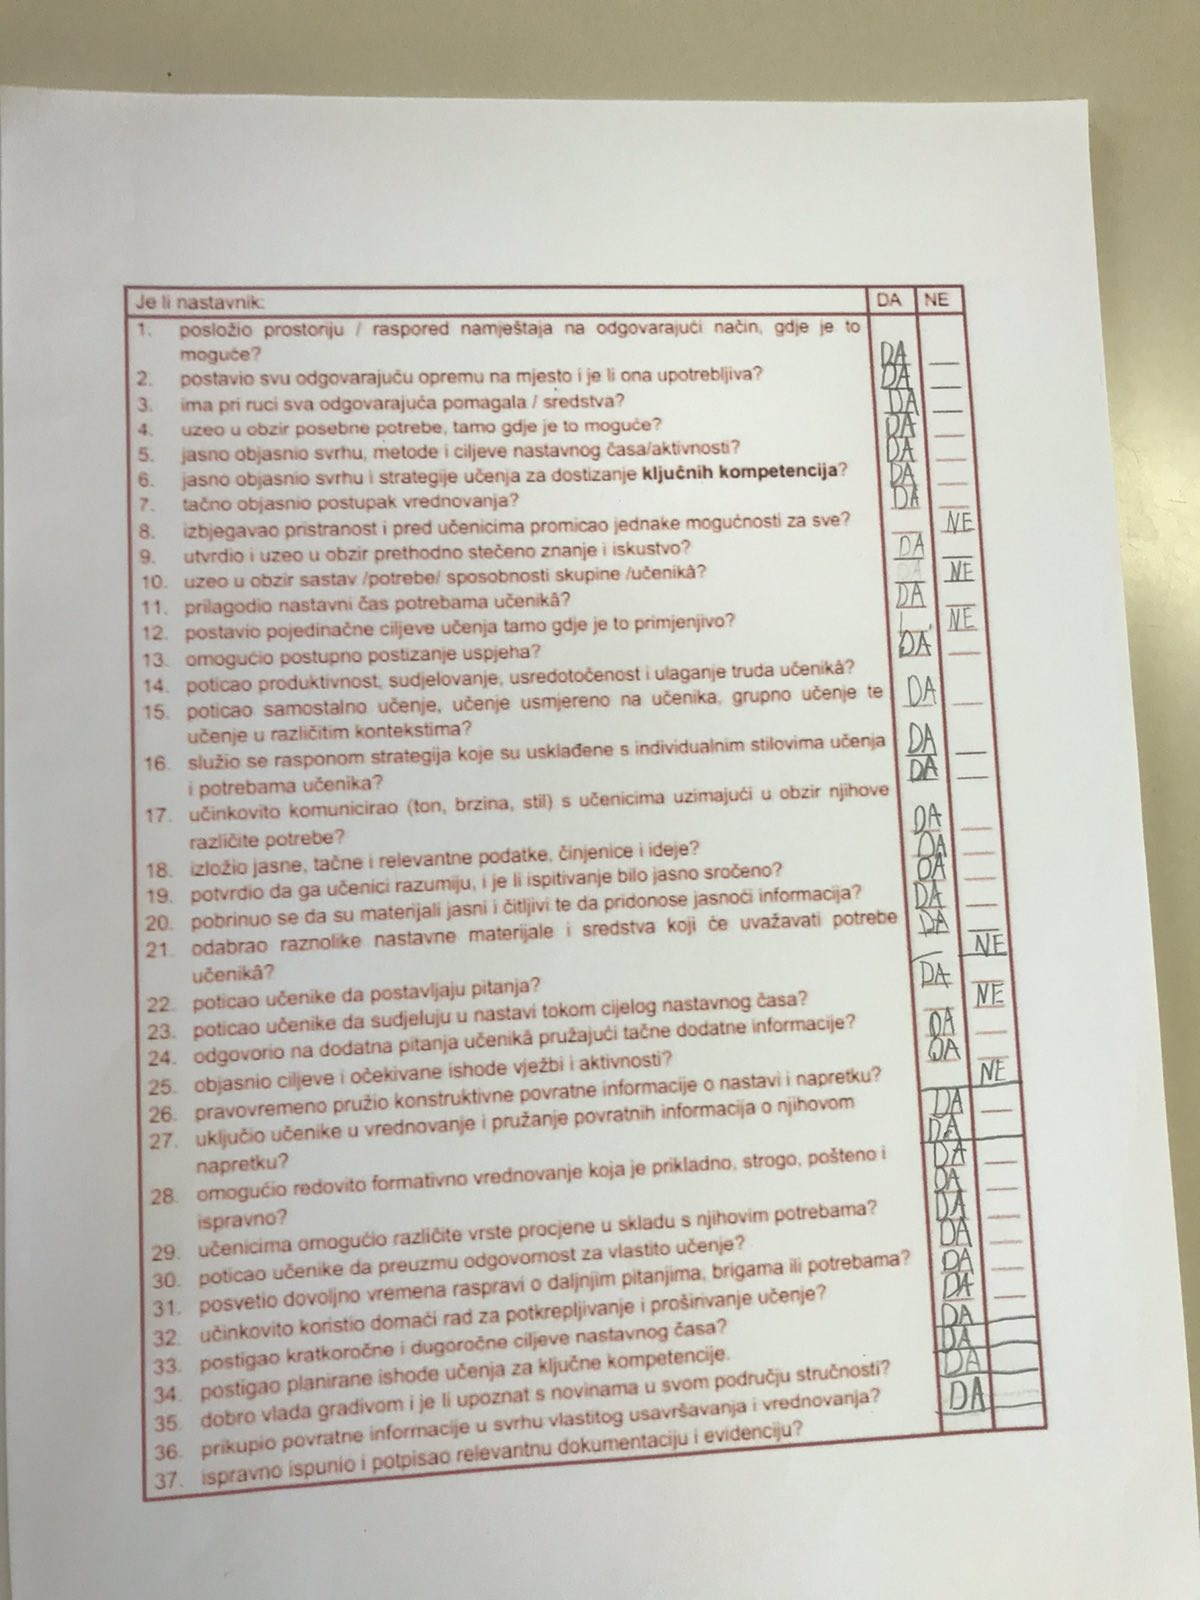 Je li nastavnik: DA NE
1. posložio prostoriju / raspored namještaja na odgovarajući način, gdje je to
moguće? DA
2. postavio svu odgovarajuću opremu na mjesto i je li ona upotrebljiva? DA
3. ima pri ruci sva odgovarajuća pomagala / sredstva? DA
4. uzeo u obzir posebne potrebe, tamo gdje je to moguće? DA
5. jasno objasnio svrhu, metode i ciljeve nastavnog časa/aktivnosti? DA
6. jasno objasnio svrhu i strategije učenja za dostizanje ključnih kompetencija? DA
7. tačno objasnio postupak vrednovanja? DA
8. izbjegavao pristranost i pred učenicima promicao jednake mogućnosti za sve? NE
9. utvrdio i uzeo u obzir prethodno stečeno znanje i iskustvo? DA
10. uzeo u obzir sastav /potrebe/ sposobnosti skupine /učenikâ? NE
11. prilagodio nastavni čas potrebama učenikâ? DA
12. postavio pojedinačne ciljeve učenja tamo gdje je to primjenjivo? NE
13. omogućio postupno postizanje uspjeha? DA
14. poticao produktivnost, sudjelovanje, usredotočenost i ulaganje truda učenikâ? DA
15. poticao samostalno učenje, učenje usmjereno na učenika, grupno učenje te
učenje u različitim kontekstima? DA
16. služio se rasponom strategija koje su usklađene s individualnim stilovima učenja DA
i potrebama učenika?
17. učinkovito komunicirao (ton, brzina, stil) s učenicima uzimajući u obzir njihove
različite potrebe? DA
18. izložio jasne, tačne i relevantne podatke, činjenice i ideje? DA
19. potvrdio da ga učenici razumiju, i je li ispitivanje bilo jasno sročeno? DA
20. pobrinuo se da su materijali jasni i čitljivi te da pridonose jasnoći informacija? DA
21. odabrao raznolike nastavne materijale i sredstva koji će uvažavati potrebe DA
učenikâ? NE
22. poticao učenike da postavljaju pitanja? DA
23. poticao učenike da sudjeluju u nastavi tokom cijelog nastavnog časa? NE
24. odgovorio na dodatna pitanja učenikâ pružajući tačne dodatne informacije? DA
25. objasnio ciljeve i očekivane ishode vježbi i aktivnosti? DA
26. pravovremeno pružio konstruktivne povratne informacije o nastavi i napretku? NE
27. uključio učenike u vrednovanje i pružanje povratnih informacija o njihovom DA
napretku? DA
28. omogućio redovito formativno vrednovanje koja je prikladno, strogo, pošteno i DA
ispravno? DA
29. učenicima omogućio različite vrste procjene u skladu s njihovim potrebama? DA
30. poticao učenike da preuzmu odgovornost za vlastito učenje? DA
31. posvetio dovoljno vremena raspravi o daljnjim pitanjima, brigama ili potrebama? DA
32. učinkovito koristio domaći rad za potkrepljivanje i proširivanje učenje? DA
33. postigao kratkoročne i dugoročne ciljeve nastavnog časa? DA
34. postigao planirane ishode učenja za ključne kompetencije. DA
35. dobro vlada gradivom i je li upoznat s novinama u svom području stručnosti? DA
36. prikupio povratne informacije u svrhu vlastitog usavršavanja i vrednovanja? DA
37. ispravno ispunio i potpisao relevantnu dokumentaciju i evidenciju?